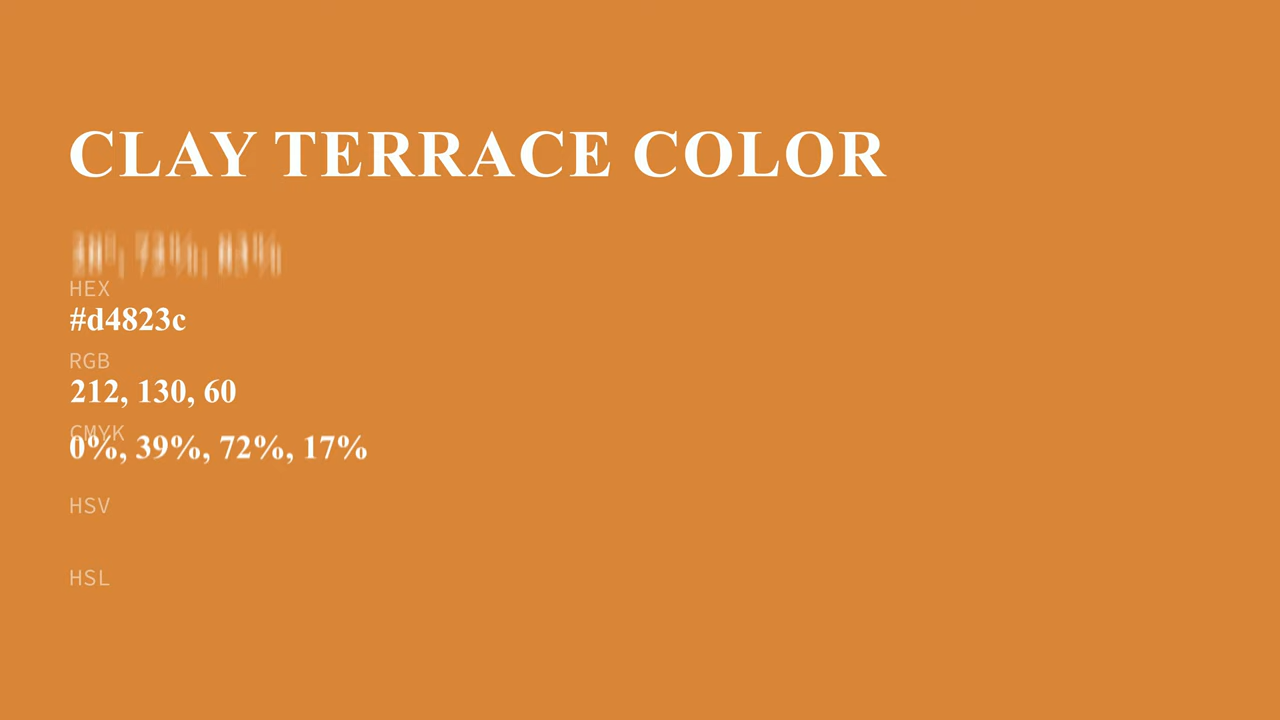 CLAY TERRACE COLOR
HEX
#d4823c
RGB
212, 130, 60
CMYK
0%, 39%, 72%, 17%
HSV
HSL